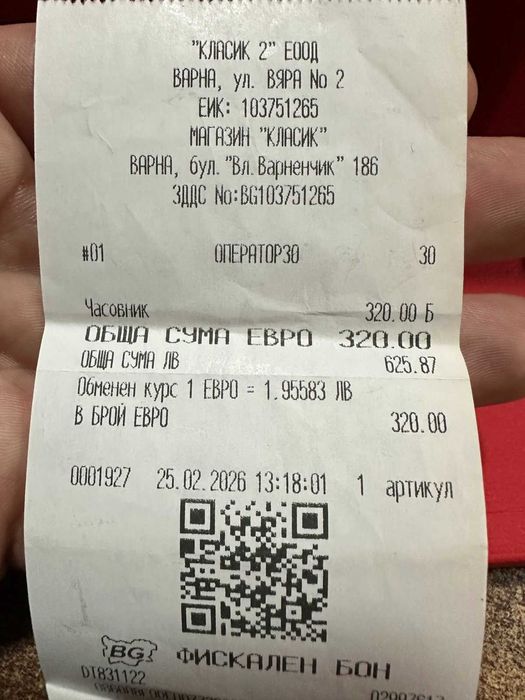 "КЛАСИК 2" ЕООД
ВАРНА, ул. ВЯРА No 2
ЕИК: 103751265
МАГАЗИН "КЛАСИК"
ВАРНА, бул. "Вл.Варненчик" 186
ЗДДС No:BG103751265
#01 ОПЕРАТОР30 30
Часовник 320.00 Б
ОБЩА СУМА ЕВРО 320.00
ОБЩА СУМА ЛВ 625.87
Обменен курс 1 ЕВРО = 1.95583 ЛВ
В БРОЙ ЕВРО 320.00
0001927 25.02.2026 13:18:01 1 артикул
BG ФИСКАЛЕН БОН
DT831122